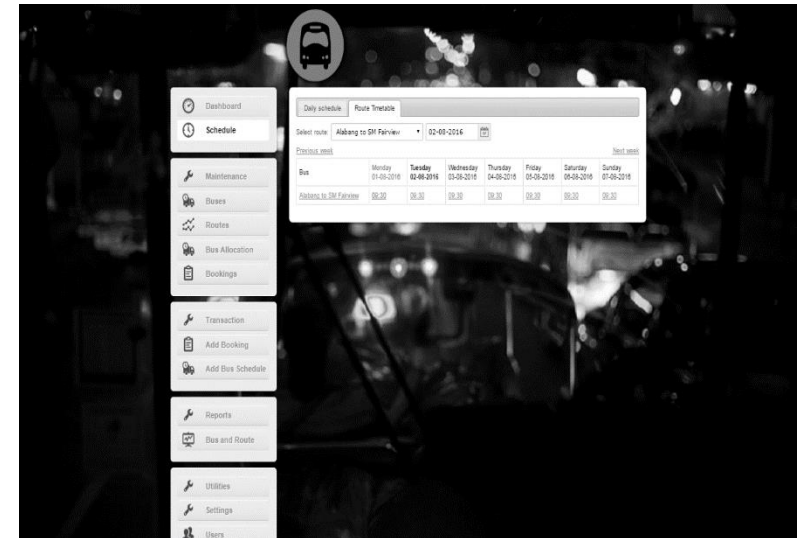 Dashboard
Schedule
Maintenance
Buses
Routes
Bus Allocation
Bookings
Transaction
Add Booking
Add Bus Schedule
Reports
Bus and Route
Utilities
Settings
Users
Daily schedule Route Timetable
Select route: Alabang to SM Fairview 02-08-2016
Previous week Next week
Bus Monday Tuesday Wednesday Thursday Friday Saturday Sunday
01-08-2016 02-08-2016 03-08-2016 04-08-2016 05-08-2016 06-08-2016 07-08-2016
Alabang to SM Fairview 09:30 09:30 09:30 09:30 09:30 09:30 09:30